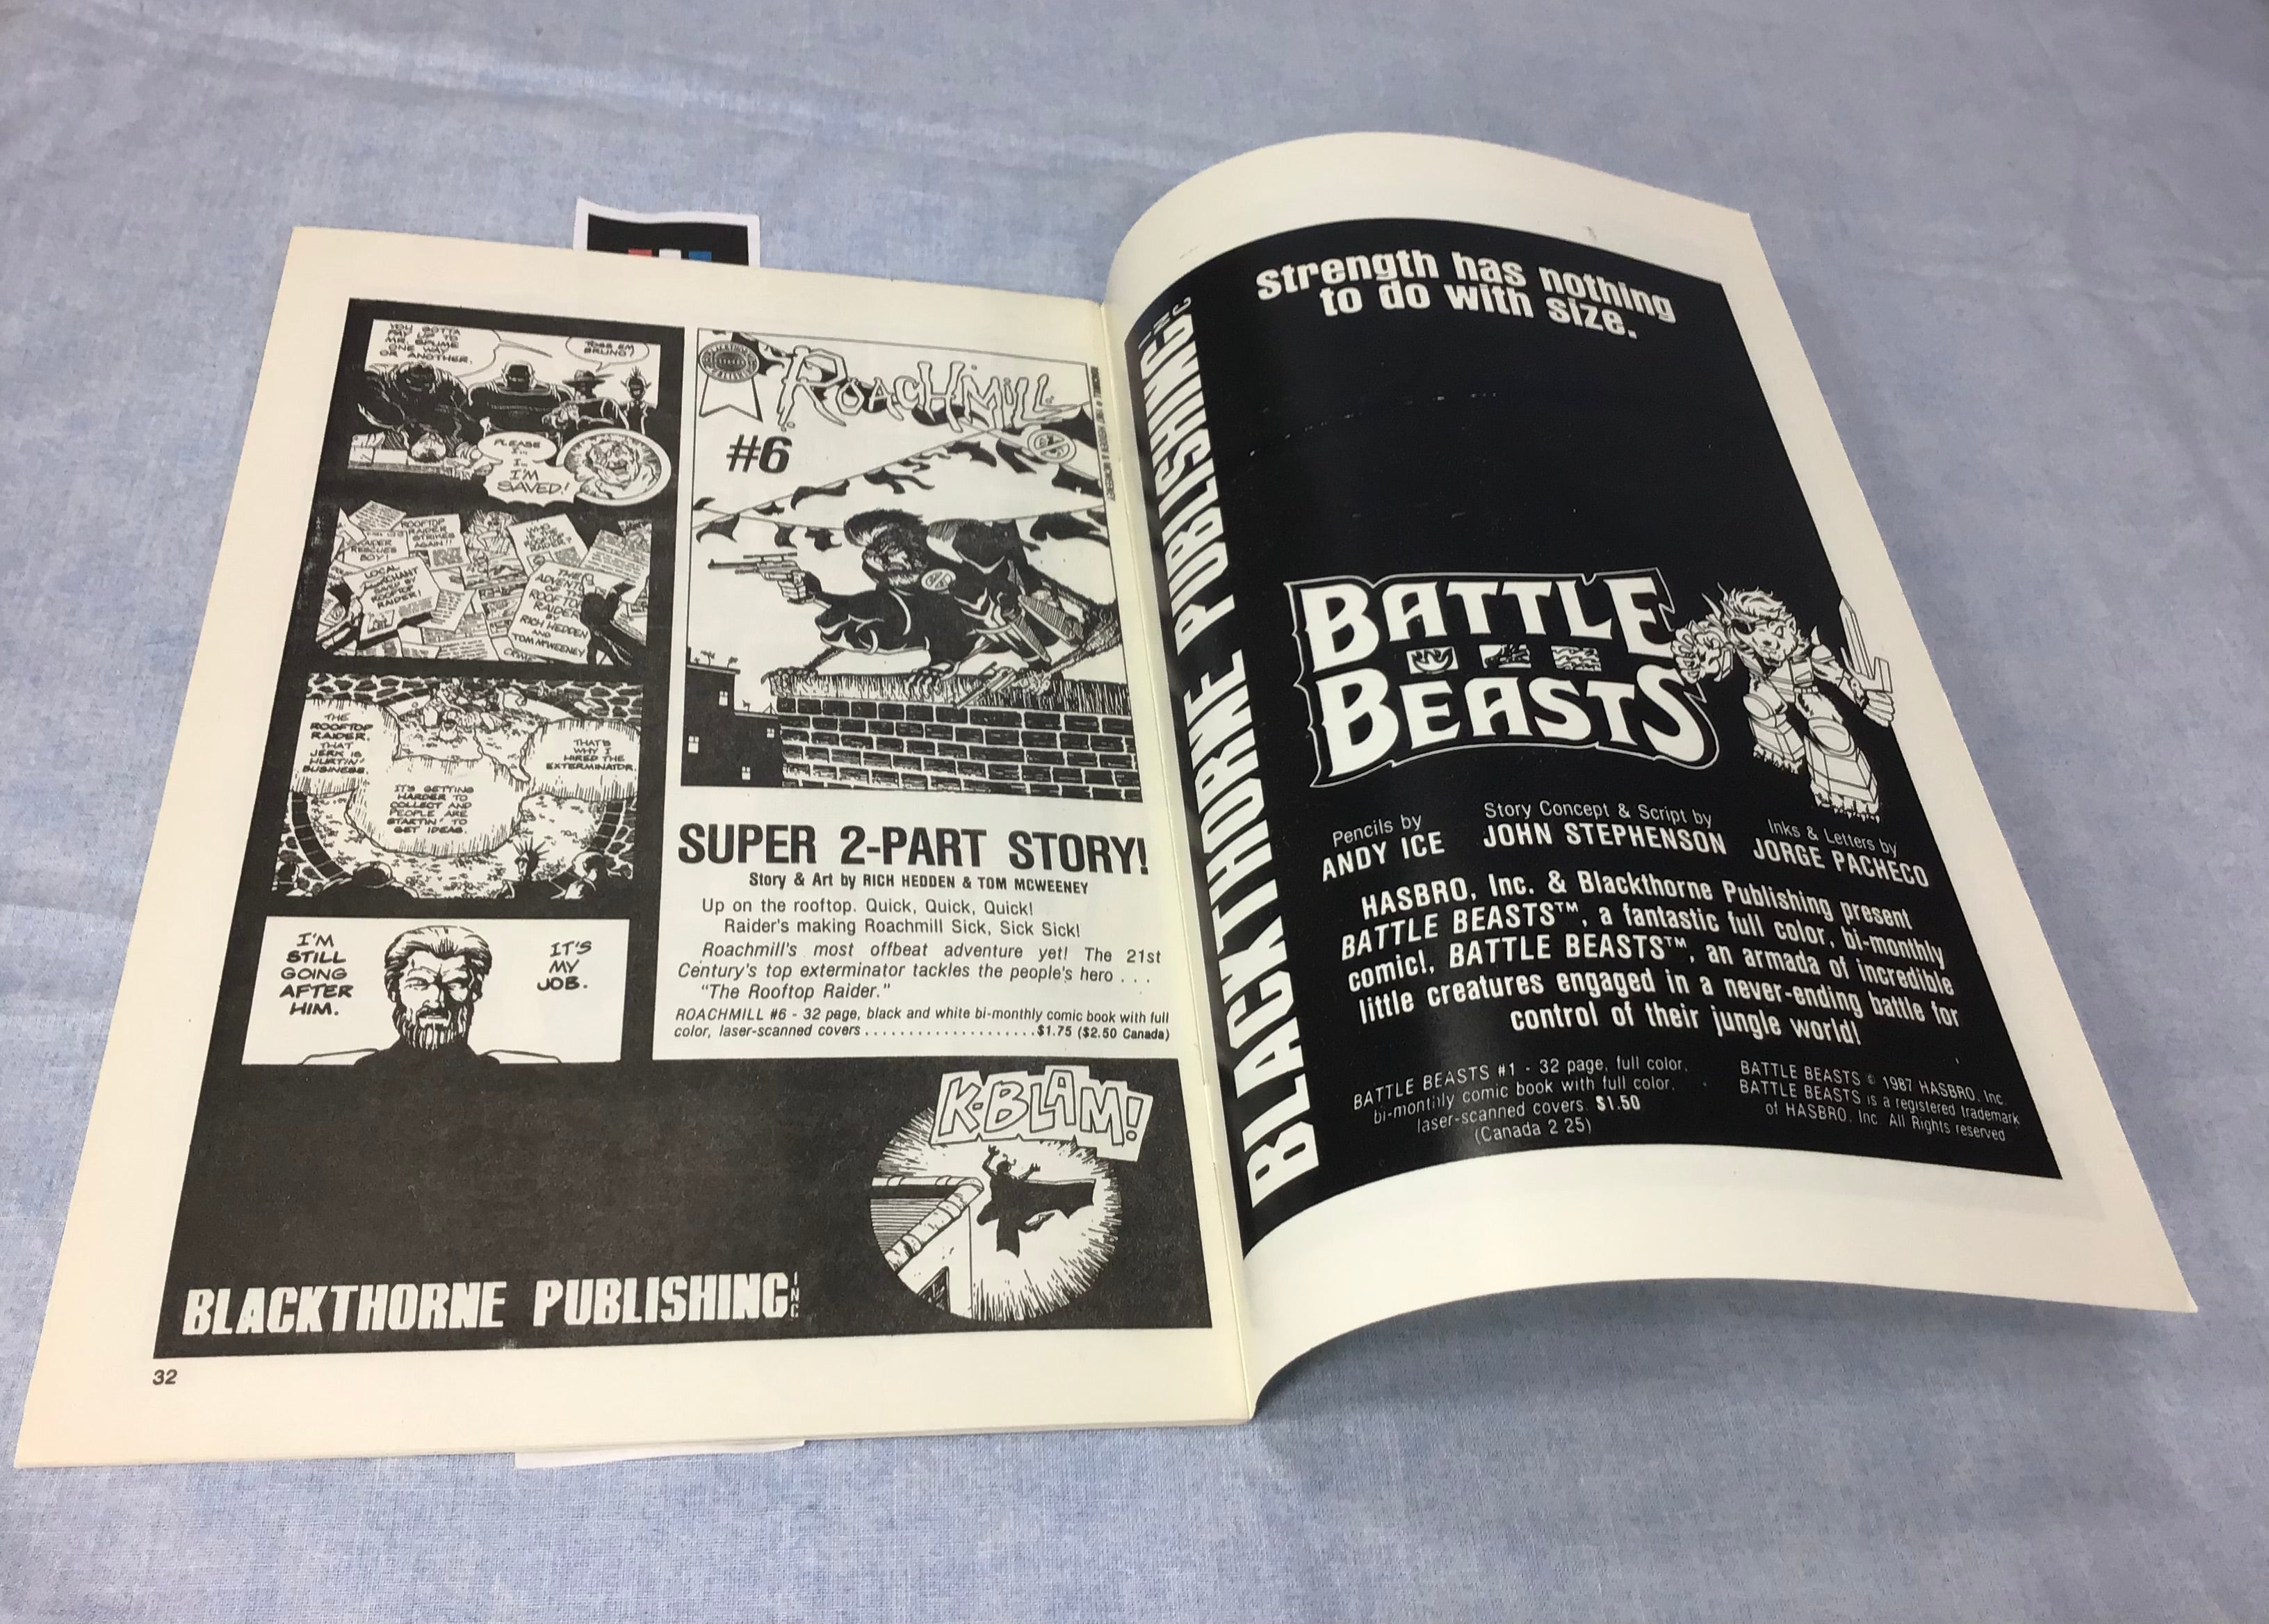 YOU GOTTA
PAY UP TO
MR. SPUME
ONE WAY
OR ANOTHER.
TOSS EM
BRUNO!
PLEASE
I'M
I..
I'M
SAVED!
ROOFTOP
RAIDER
STRIKES
AGAIN!!
RESCUES
BOY!
WHO
IS THE
ROOFTOP
RAIDER?
LOCAL
MERCHANT
SAVED BY
ROOFTOP
RAIDER!
THE
ADVENTURES
OF THE
ROOFTOP
RAIDER
BY
RICH HEDDEN
AND
TOM MCWEENEY
THE
ROOFTOP
RAIDER.
THAT
JERK IS
HURTIN'
BUSINESS.
IT'S GETTING
HARDER TO
COLLECT AND
PEOPLE ARE
STARTIN' TO
GET IDEAS.
THAT'S
WHY I
HIRED THE
EXTERMINATOR.
I'M
STILL
GOING
AFTER
HIM.
IT'S
MY
JOB.
ROACHMILL
#6
SUPER 2-PART STORY!
Story & Art by RICH HEDDEN & TOM MCWEENEY
Up on the rooftop. Quick, Quick, Quick!
Raider's making Roachmill Sick, Sick Sick!
Roachmill's most offbeat adventure yet! The 21st
Century's top exterminator tackles the people's hero . . .
"The Rooftop Raider."
ROACHMILL #6 - 32 page, black and white bi-monthly comic book with full
color, laser-scanned covers . . . . . . . . . . . . . . . . . . . . $1.75 ($2.50 Canada)
K-BLAM!
BLACKTHORNE PUBLISHING INC
32
BLACKTHORNE PUBLISHING INC
Strength has nothing
to do with size.
BATTLE
BEASTS
Pencils by
ANDY ICE
Story Concept & Script by
JOHN STEPHENSON
Inks & Letters by
JORGE PACHECO
HASBRO, Inc. & Blackthorne Publishing present
BATTLE BEASTS™, a fantastic full color, bi-monthly
comic!, BATTLE BEASTS™, an armada of incredible
little creatures engaged in a never-ending battle for
control of their jungle world!
BATTLE BEASTS #1 - 32 page, full color,
bi-monthly comic book with full color,
laser-scanned covers. $1.50
(Canada 2.25)
BATTLE BEASTS © 1987 HASBRO, Inc.
BATTLE BEASTS is a registered trademark
of HASBRO, Inc. All Rights reserved